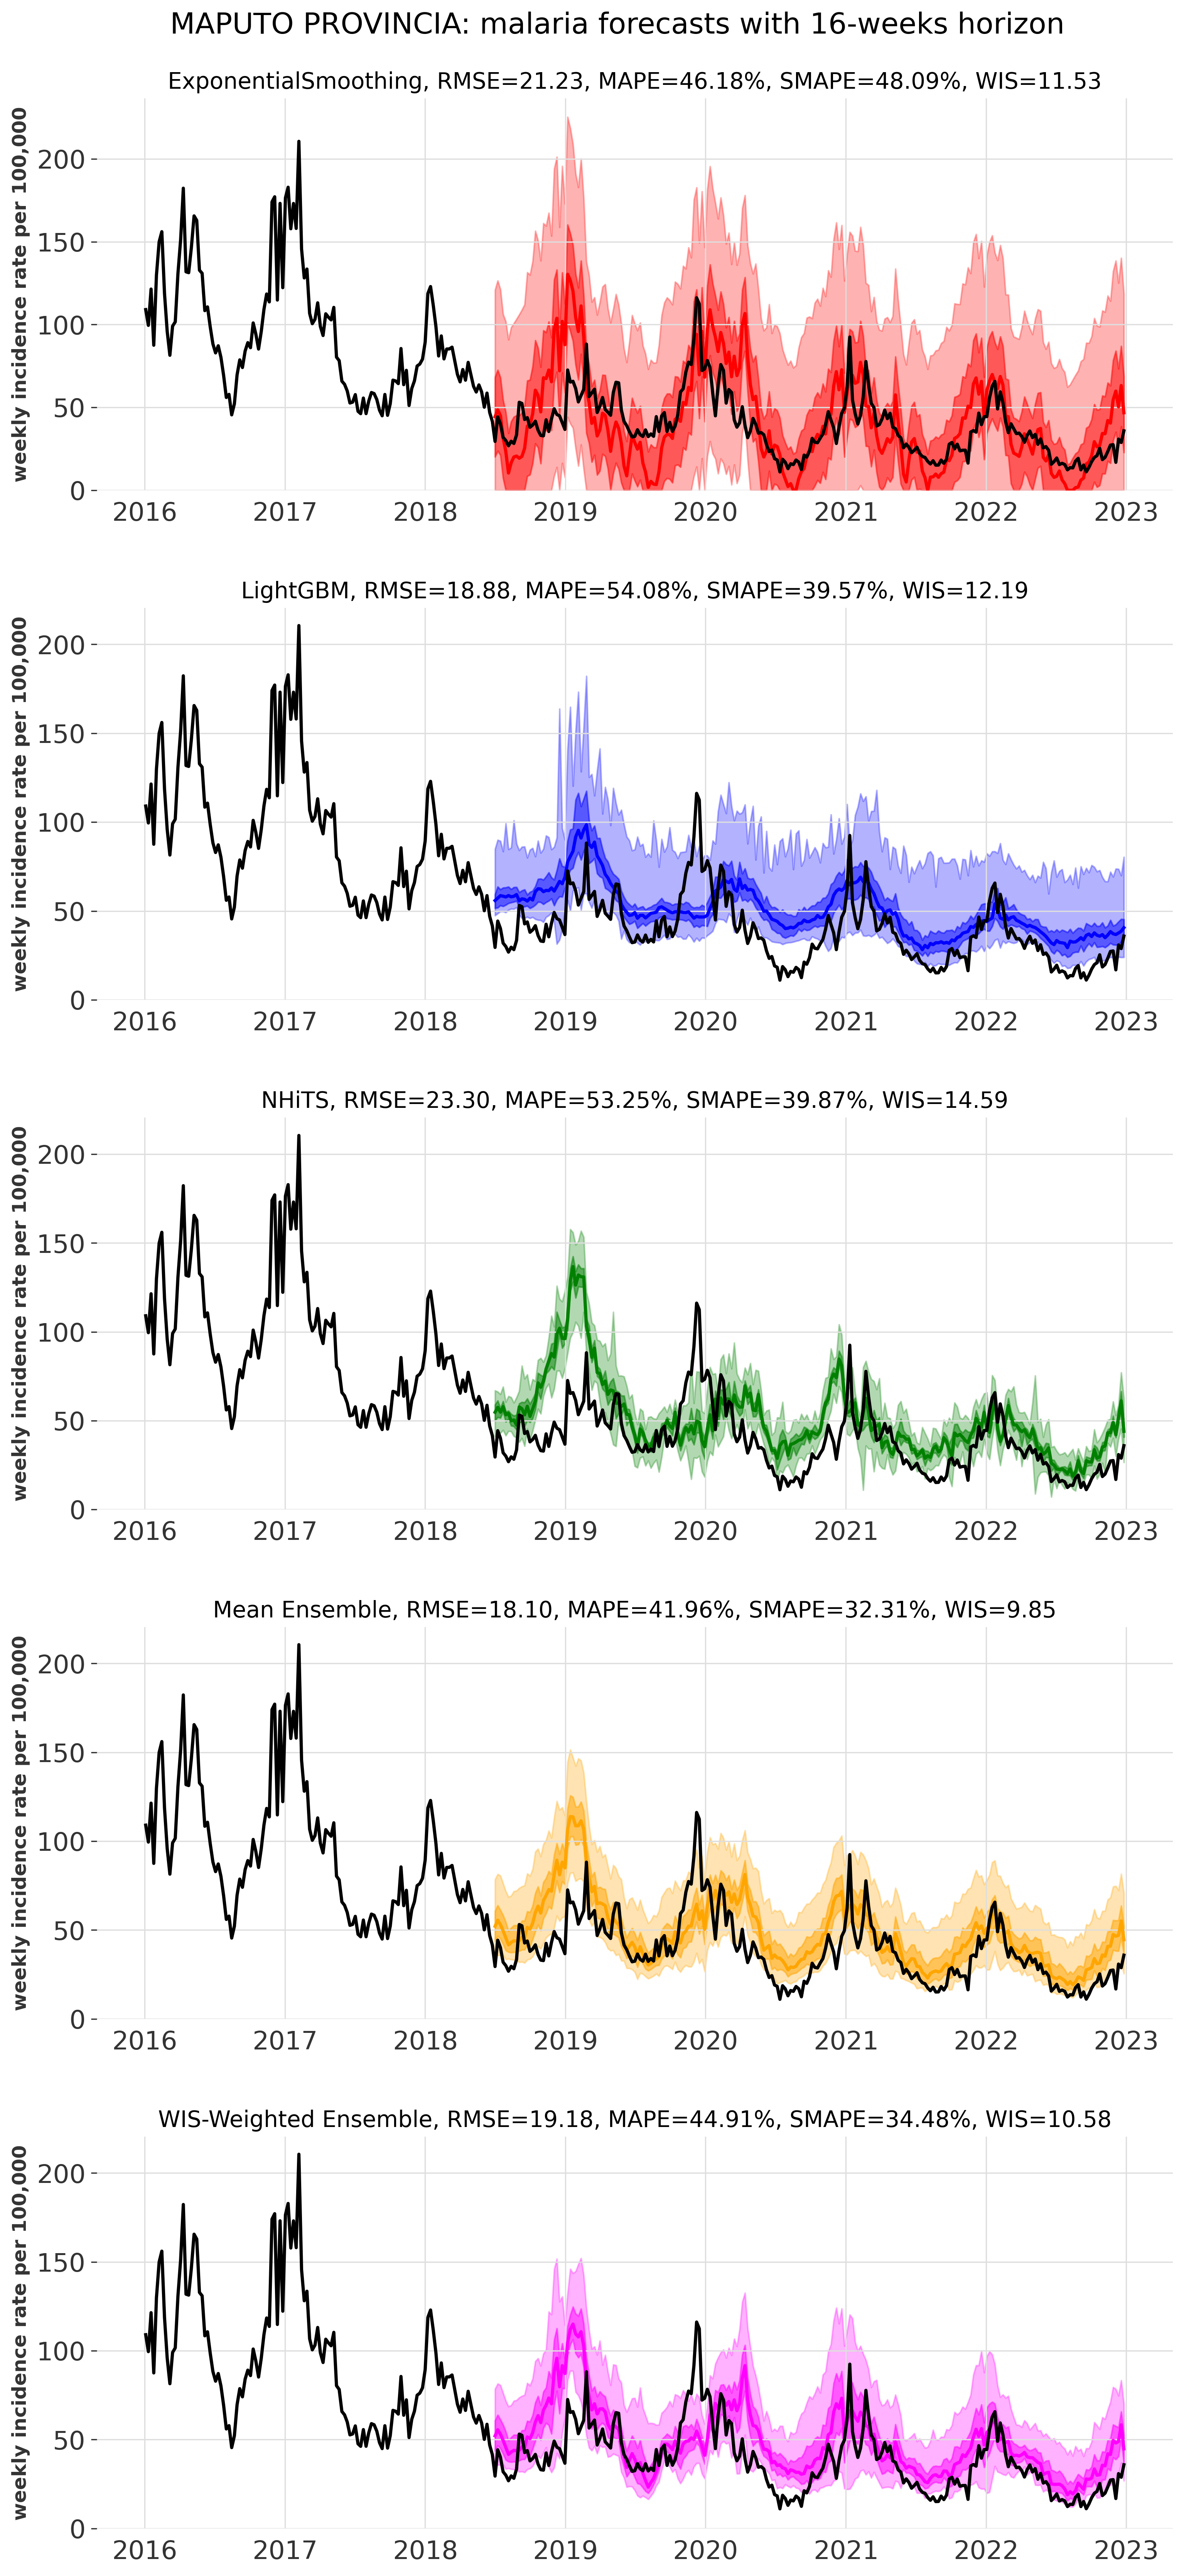 MAPUTO PROVINCIA: malaria forecasts with 16-weeks horizon
ExponentialSmoothing, RMSE=21.23, MAPE=46.18%, SMAPE=48.09%, WIS=11.53
weekly incidence rate per 100,000
200
150
100
50
0
2016 2017 2018 2019 2020 2021 2022 2023
LightGBM, RMSE=18.88, MAPE=54.08%, SMAPE=39.57%, WIS=12.19
weekly incidence rate per 100,000
200
150
100
50
0
2016 2017 2018 2019 2020 2021 2022 2023
NHiTS, RMSE=23.30, MAPE=53.25%, SMAPE=39.87%, WIS=14.59
weekly incidence rate per 100,000
200
150
100
50
0
2016 2017 2018 2019 2020 2021 2022 2023
Mean Ensemble, RMSE=18.10, MAPE=41.96%, SMAPE=32.31%, WIS=9.85
weekly incidence rate per 100,000
200
150
100
50
0
2016 2017 2018 2019 2020 2021 2022 2023
WIS-Weighted Ensemble, RMSE=19.18, MAPE=44.91%, SMAPE=34.48%, WIS=10.58
weekly incidence rate per 100,000
200
150
100
50
0
2016 2017 2018 2019 2020 2021 2022 2023